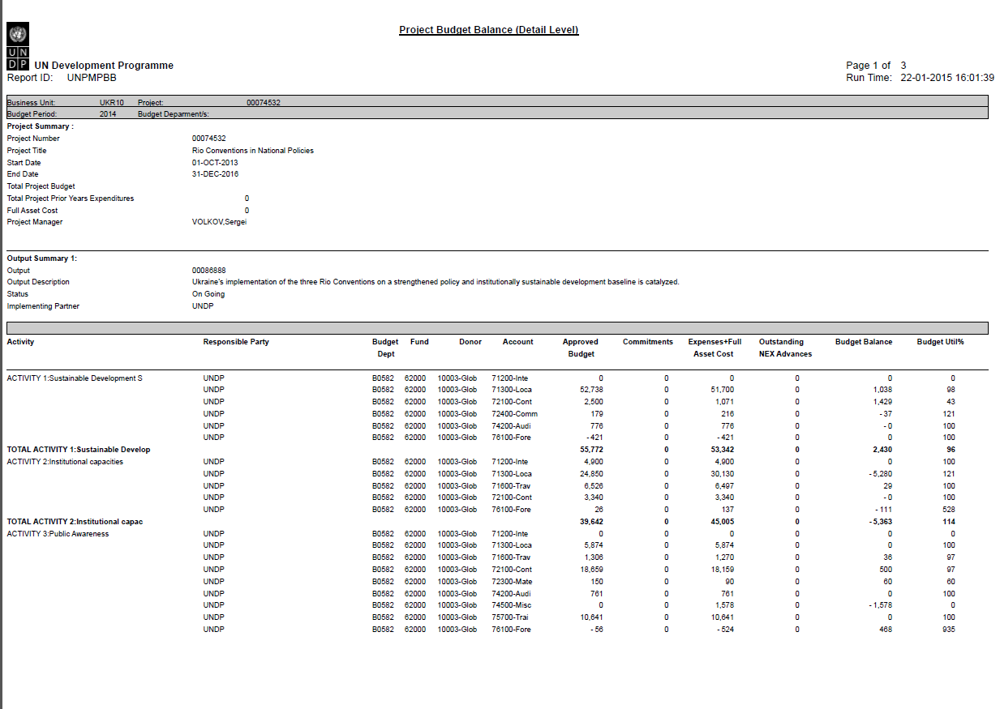 Project Budget Balance (Detail Level)
UN
DP UN Development Programme
Page 1 of 3
Report ID: UNPMPBB
Run Time: 22-01-2015 16:01:39
Business Unit: UKR10 Project: 00074532
Budget Period: 2014 Budget Deparment/s:
Project Summary :
Project Number 00074532
Project Title Rio Conventions in National Policies
Start Date 01-OCT-2013
End Date 31-DEC-2016
Total Project Budget
Total Project Prior Years Expenditures 0
Full Asset Cost 0
Project Manager VOLKOV,Sergei
Output Summary 1:
Output 00086888
Output Description Ukraine's implementation of the three Rio Conventions on a strengthened policy and institutionally sustainable development baseline is catalyzed.
Status On Going
Implementing Partner UNDP
Activity Responsible Party Budget Fund Donor Account Approved Commitments Expenses+Full Outstanding Budget Balance Budget Util%
Dept Budget Asset Cost NEX Advances
ACTIVITY 1:Sustainable Development S UNDP B0582 62000 10003-Glob 71200-Inte 0 0 0 0 0 0
UNDP B0582 62000 10003-Glob 71300-Loca 52,738 0 51,700 0 1,038 98
UNDP B0582 62000 10003-Glob 72100-Cont 2,500 0 1,071 0 1,429 43
UNDP B0582 62000 10003-Glob 72400-Comm 179 0 216 0 - 37 121
UNDP B0582 62000 10003-Glob 74200-Audi 776 0 776 0 - 0 100
UNDP B0582 62000 10003-Glob 76100-Fore - 421 0 - 421 0 0 100
TOTAL ACTIVITY 1:Sustainable Develop 55,772 0 53,342 0 2,430 96
ACTIVITY 2:Institutional capacities UNDP B0582 62000 10003-Glob 71200-Inte 4,900 0 4,900 0 0 100
UNDP B0582 62000 10003-Glob 71300-Loca 24,850 0 30,130 0 - 5,280 121
UNDP B0582 62000 10003-Glob 71600-Trav 6,526 0 6,497 0 29 100
UNDP B0582 62000 10003-Glob 72100-Cont 3,340 0 3,340 0 - 0 100
UNDP B0582 62000 10003-Glob 76100-Fore 26 0 137 0 - 111 528
TOTAL ACTIVITY 2:Institutional capac 39,642 0 45,005 0 - 5,363 114
ACTIVITY 3:Public Awareness UNDP B0582 62000 10003-Glob 71200-Inte 0 0 0 0 0 0
UNDP B0582 62000 10003-Glob 71300-Loca 5,874 0 5,874 0 0 100
UNDP B0582 62000 10003-Glob 71600-Trav 1,306 0 1,270 0 36 97
UNDP B0582 62000 10003-Glob 72100-Cont 18,659 0 18,159 0 500 97
UNDP B0582 62000 10003-Glob 72300-Mate 150 0 90 0 60 60
UNDP B0582 62000 10003-Glob 74200-Audi 761 0 761 0 0 100
UNDP B0582 62000 10003-Glob 74500-Misc 0 0 1,578 0 - 1,578 0
UNDP B0582 62000 10003-Glob 75700-Trai 10,641 0 10,641 0 0 100
UNDP B0582 62000 10003-Glob 76100-Fore - 56 0 - 524 0 468 935